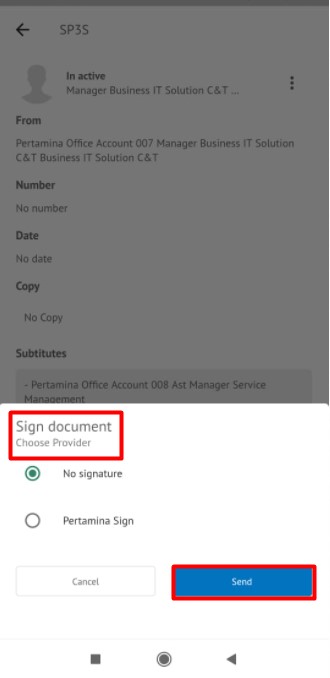 SP3S
In active
Manager Business IT Solution C&T ...
From
Pertamina Office Account 007 Manager Business IT Solution
C&T Business IT Solution C&T
Number
No number
Date
No date
Copy
No Copy
Subtitutes
- Pertamina Office Account 008 Ast Manager Service
Management
Sign document
Choose Provider
No signature
Pertamina Sign
Cancel
Send